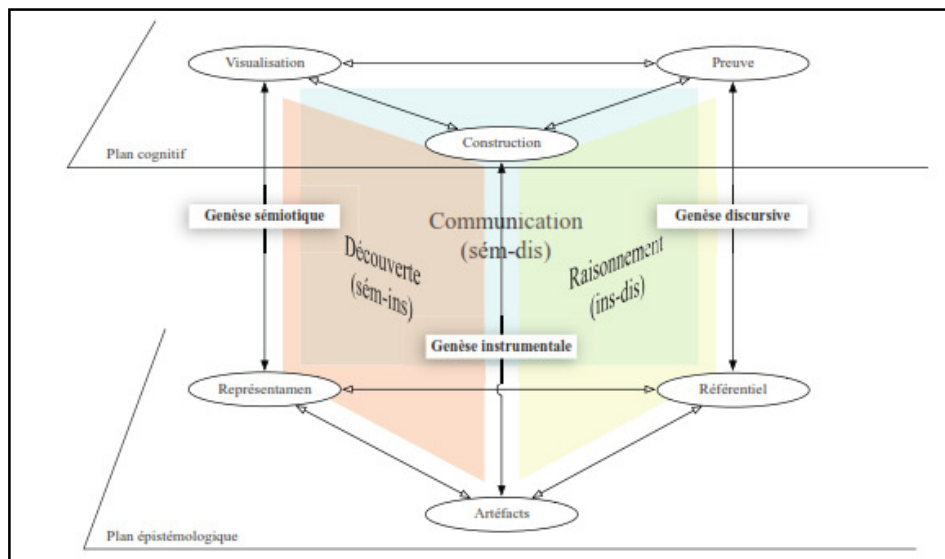 Visualisation
Preuve
Construction
Plan cognitif
Genèse sémiotique
Communication
(sém-dis)
Genèse discursive
Découverte
(sém-ins)
Raisonnement
(ins-dis)
Genèse instrumentale
Représentamen
Référentiel
Artéfacts
Plan épistémologique